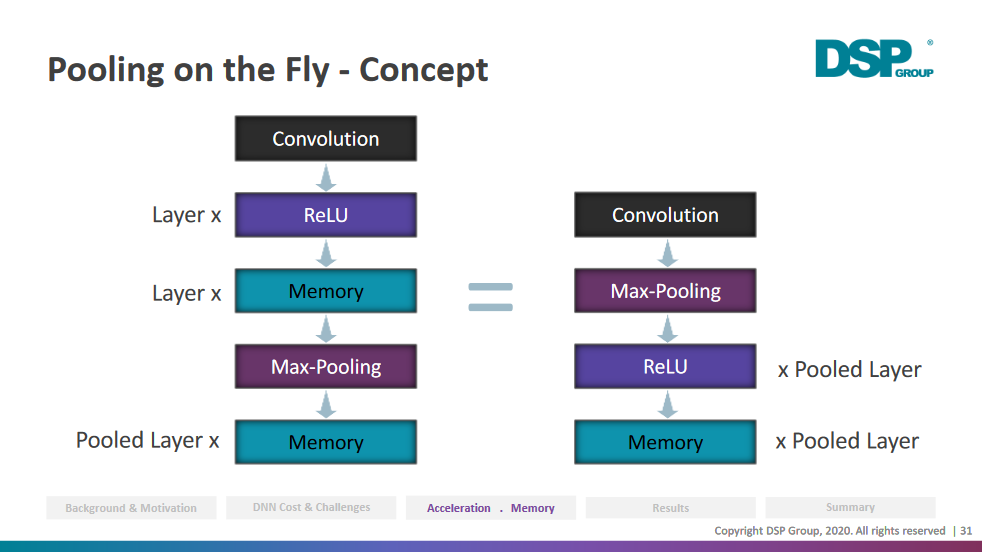 Pooling on the Fly - Concept
DSP GROUP ®
Convolution
Layer x
ReLU
Layer x
Memory
Max-Pooling
Pooled Layer x
Memory
=
Convolution
Max-Pooling
ReLU
x Pooled Layer
Memory
x Pooled Layer
Background & Motivation
DNN Cost & Challenges
Acceleration . Memory
Results
Summary
Copyright DSP Group, 2020. All rights reserved | 31